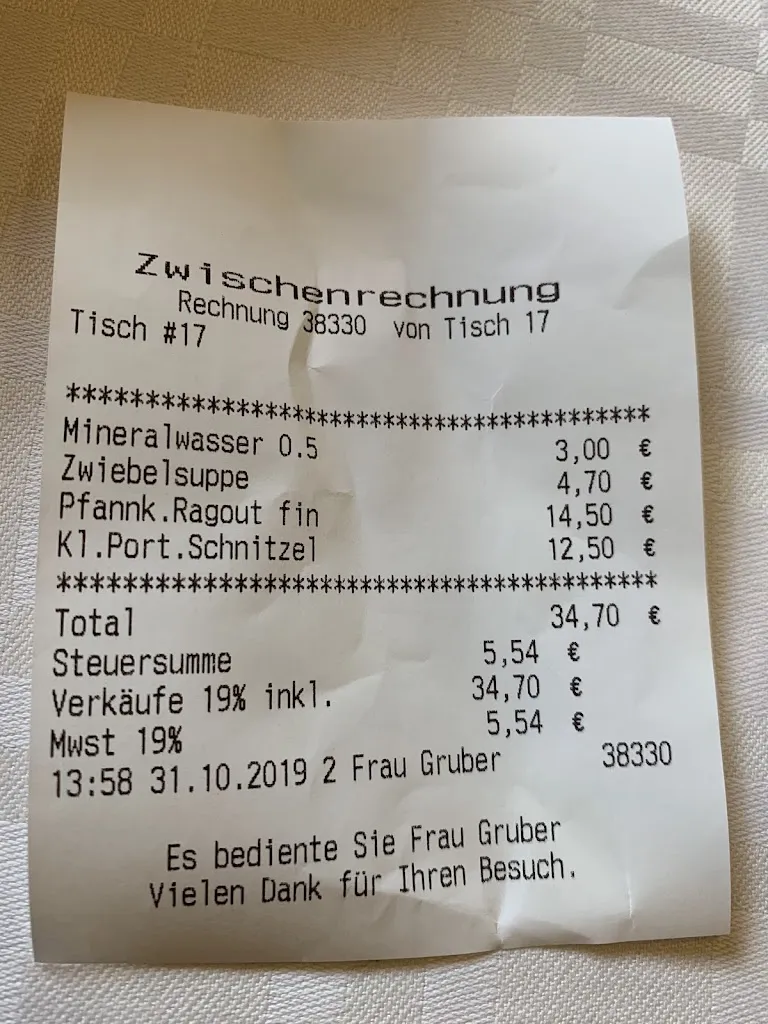 Zwischenrechnung
Rechnung 38330 von Tisch 17
Tisch #17
******************************************
Mineralwasser 0.5 3,00 €
Zwiebelsuppe 4,70 €
Pfannk.Ragout fin 14,50 €
Kl.Port.Schnitzel 12,50 €
******************************************
Total 34,70 €
Steuersumme 5,54 €
Verkäufe 19% inkl. 34,70 €
Mwst 19% 5,54 €
13:58 31.10.2019 2 Frau Gruber 38330
Es bediente Sie Frau Gruber
Vielen Dank für Ihren Besuch.